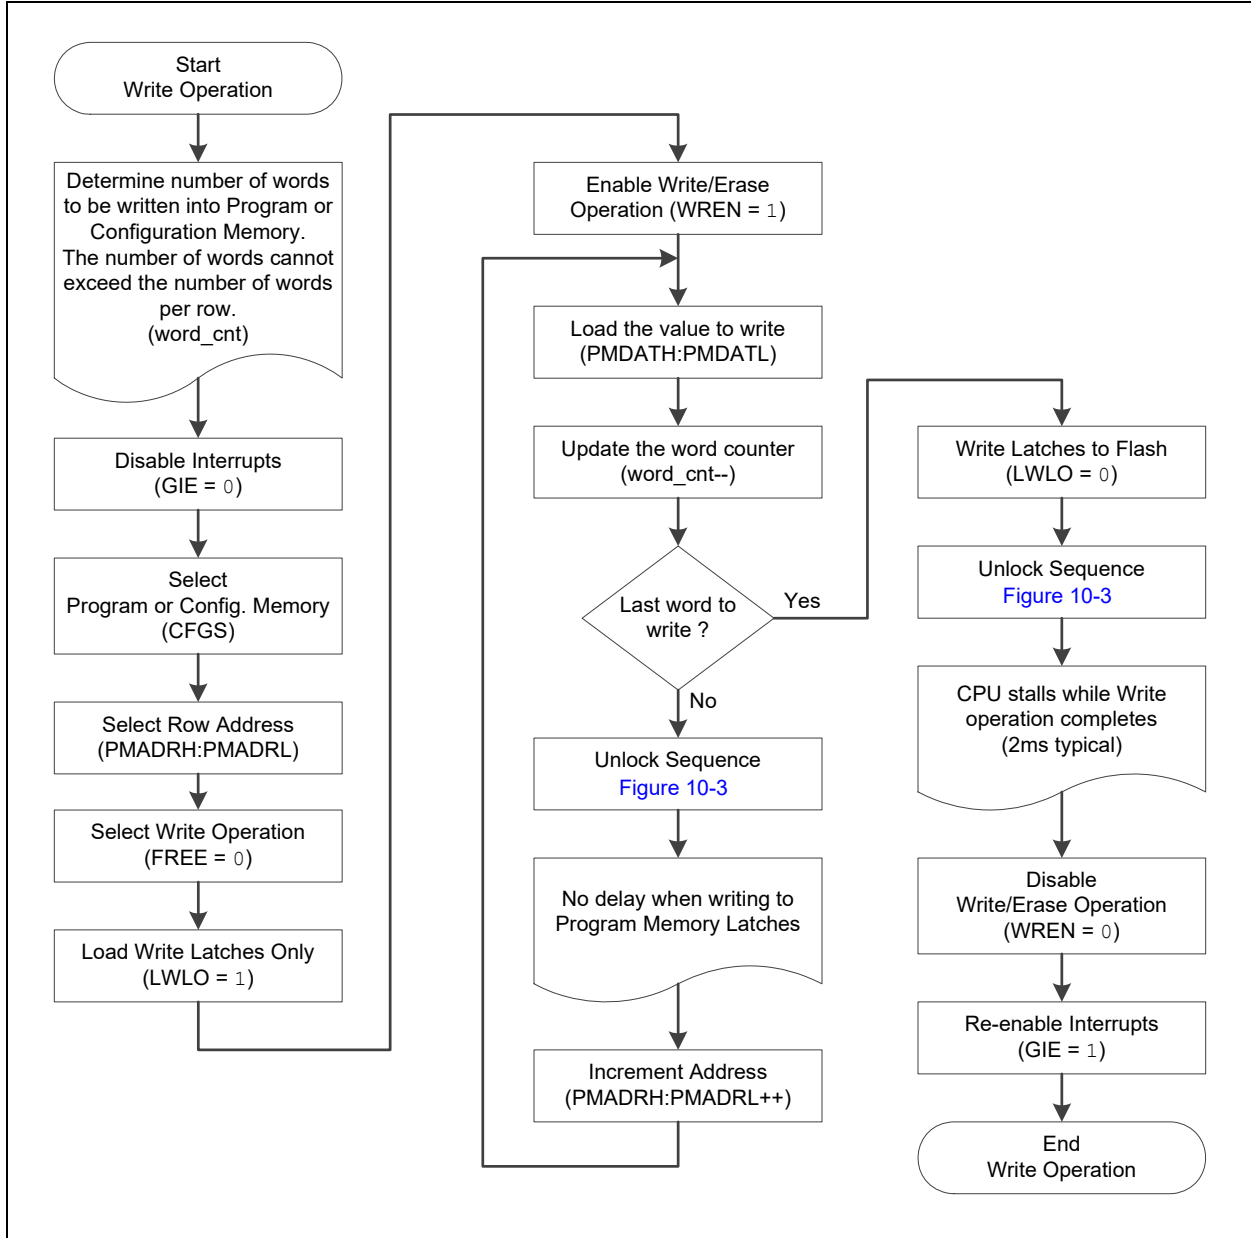 Start
Write Operation
Determine number of words
to be written into Program or
Configuration Memory.
The number of words cannot
exceed the number of words
per row.
(word_cnt)
Disable Interrupts
(GIE = 0)
Select
Program or Config. Memory
(CFGS)
Select Row Address
(PMADRH:PMADRL)
Select Write Operation
(FREE = 0)
Load Write Latches Only
(LWLO = 1)
Enable Write/Erase
Operation (WREN = 1)
Load the value to write
(PMDATH:PMDATL)
Update the word counter
(word_cnt--)
Last word to
write ?
Yes
No
Unlock Sequence
Figure 10-3
No delay when writing to
Program Memory Latches
Increment Address
(PMADRH:PMADRL++)
Write Latches to Flash
(LWLO = 0)
Unlock Sequence
Figure 10-3
CPU stalls while Write
operation completes
(2ms typical)
Disable
Write/Erase Operation
(WREN = 0)
Re-enable Interrupts
(GIE = 1)
End
Write Operation